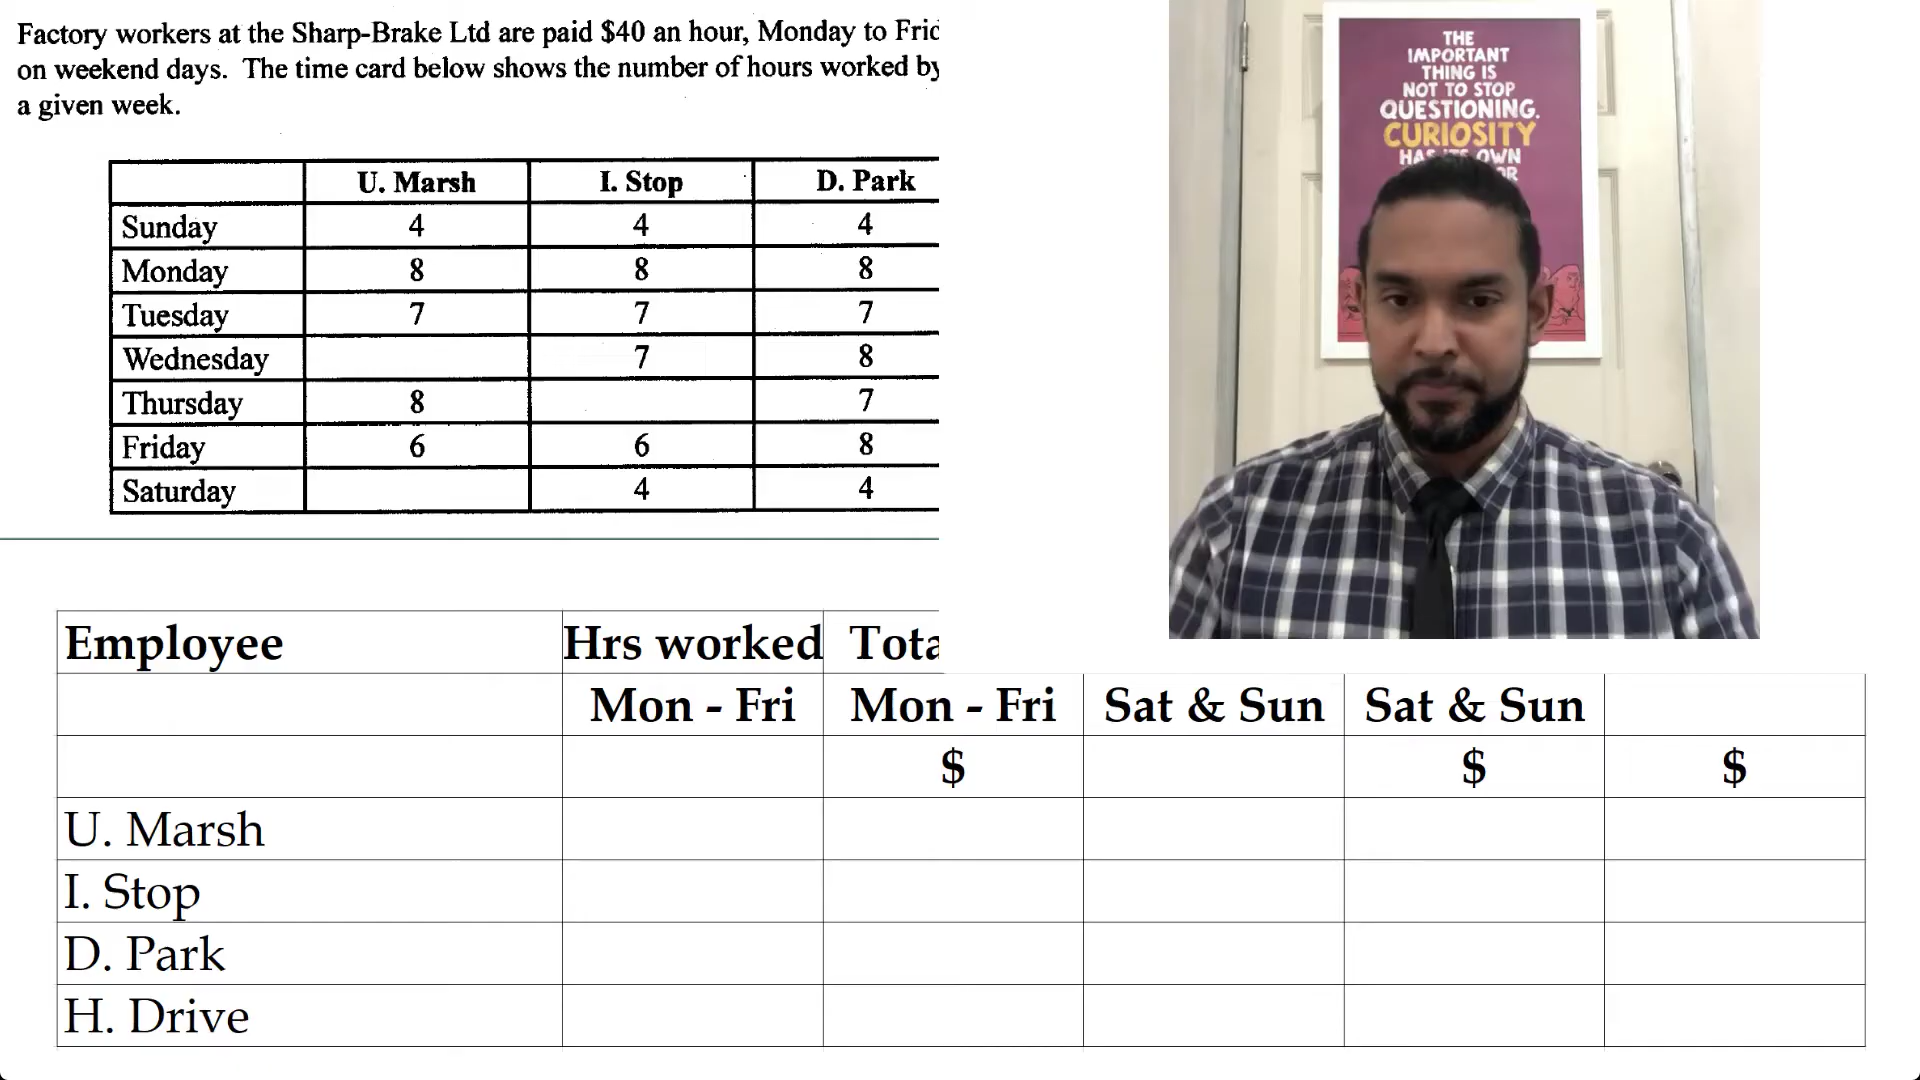 Factory workers at the Sharp-Brake Ltd are paid $40 an hour, Monday to
on weekend days. The time card below shows the number of hours worked by
a given week.
U. Marsh I. Stop D. Park
Sunday 4 4 4
Monday 8 8 8
Tuesday 7 7 7
Wednesday 7 8
Thursday 8 7
Friday 6 6 8
Saturday 4 4
THE
IMPORTANT
THING IS
NOT TO STOP
QUESTIONING.
CURIOSITY
HAS ITS OWN
Employee Hrs worked
Mon - Fri Mon - Fri Sat & Sun Sat & Sun
$ $ $
U. Marsh
I. Stop
D. Park
H. Drive